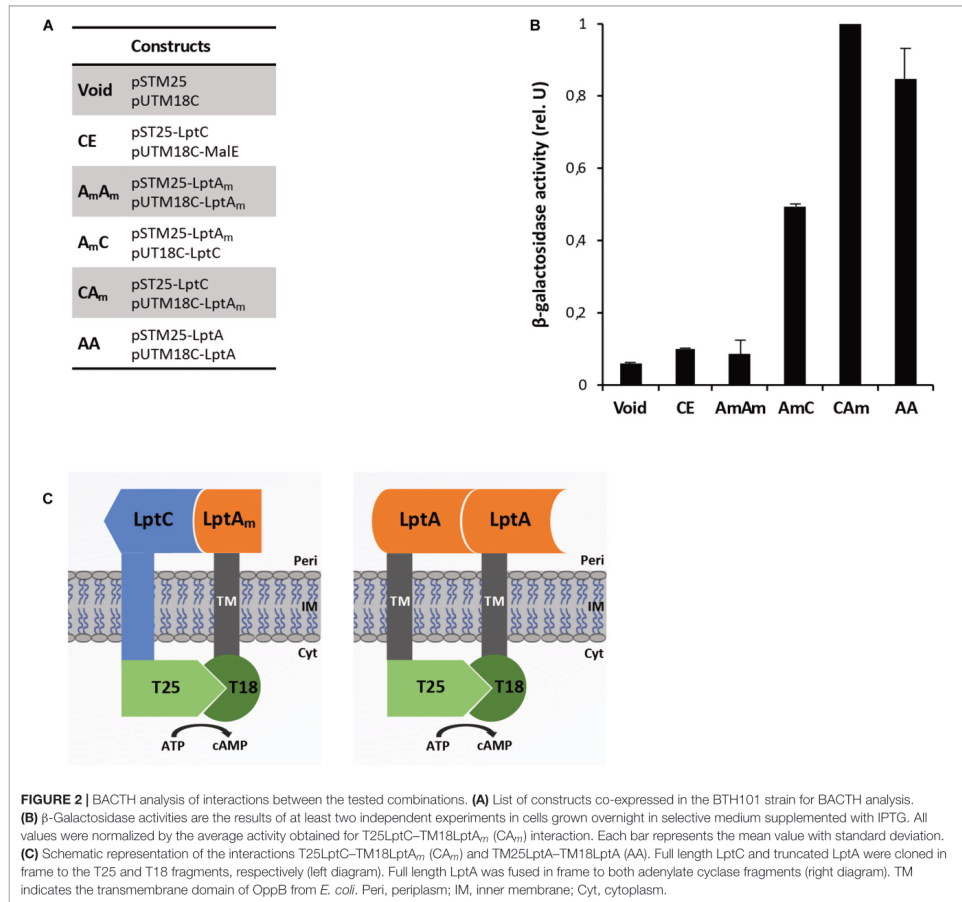 A
Constructs
Void
pSTM25
pUTM18C
CE
pST25-LptC
pUTM18C-MalE
AmAm
pSTM25-LptAm
pUTM18C-LptAm
AmC
pSTM25-LptAm
pUT18C-LptC
CAm
pST25-LptC
pUTM18C-LptAm
AA
pSTM25-LptA
pUTM18C-LptA
B
β-galactosidase activity (rel. U)
1
0,8
0,6
0,4
0,2
0
Void CE AmAm AmC CAm AA
C
LptC LptAm
Peri
TM
IM
Cyt
T25 T18
ATP cAMP
LptA LptA
Peri
TM TM
IM
Cyt
T25 T18
ATP cAMP
FIGURE 2 | BACTH analysis of interactions between the tested combinations. (A) List of constructs co-expressed in the BTH101 strain for BACTH analysis.
(B) β-Galactosidase activities are the results of at least two independent experiments in cells grown overnight in selective medium supplemented with IPTG. All
values were normalized by the average activity obtained for T25LptC–TM18LptAm (CAm) interaction. Each bar represents the mean value with standard deviation.
(C) Schematic representation of the interactions T25LptC–TM18LptAm (CAm) and TM25LptA–TM18LptA (AA). Full length LptC and truncated LptA were cloned in
frame to the T25 and T18 fragments, respectively (left diagram). Full length LptA was fused in frame to both adenylate cyclase fragments (right diagram). TM
indicates the transmembrane domain of OppB from E. coli. Peri, periplasm; IM, inner membrane; Cyt, cytoplasm.